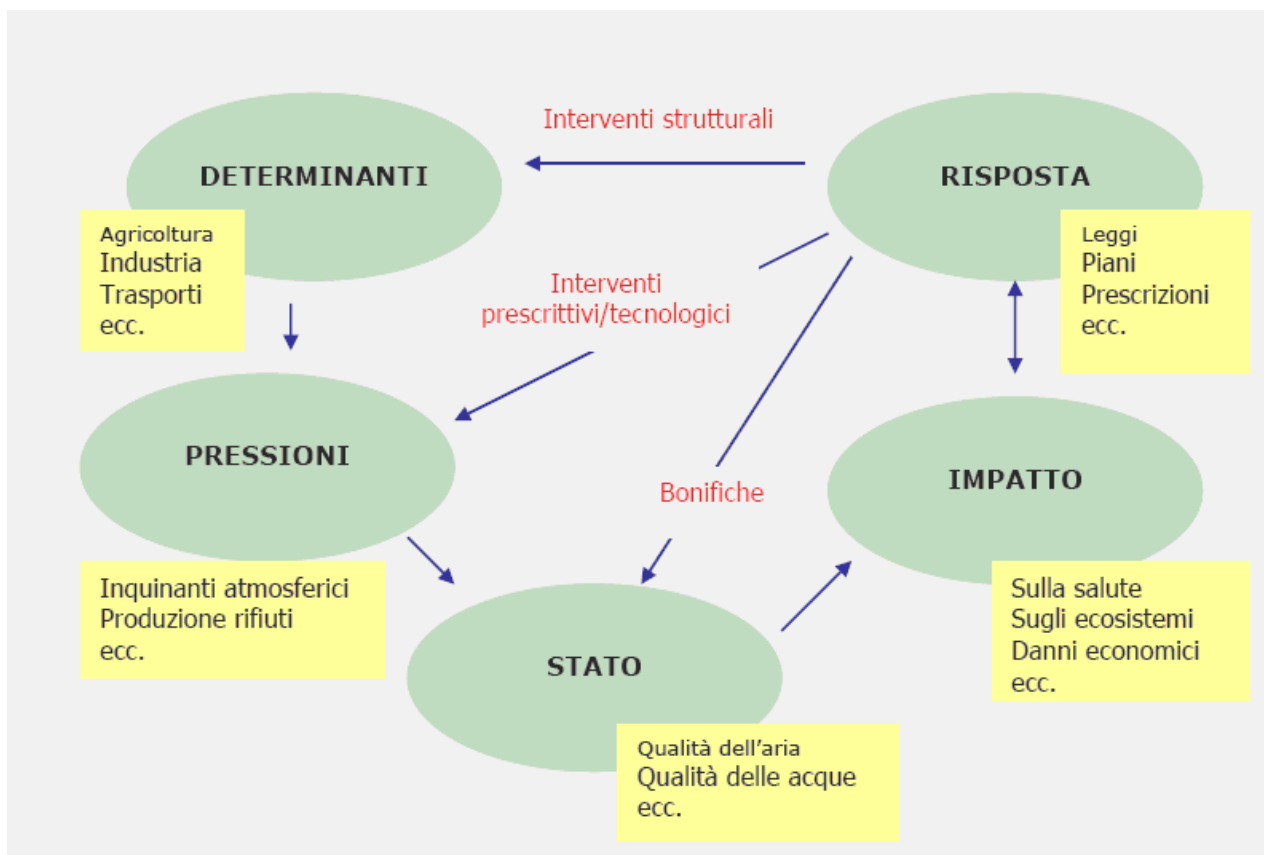 Interventi strutturali
DETERMINANTI
RISPOSTA
Agricoltura
Industria
Trasporti
ecc.
Leggi
Piani
Prescrizioni
ecc.
Interventi
prescrittivi/tecnologici
PRESSIONI
Bonifiche
IMPATTO
Inquinanti atmosferici
Produzione rifiuti
ecc.
Sulla salute
Sugli ecosistemi
Danni economici
ecc.
STATO
Qualità dell’aria
Qualità delle acque
ecc.